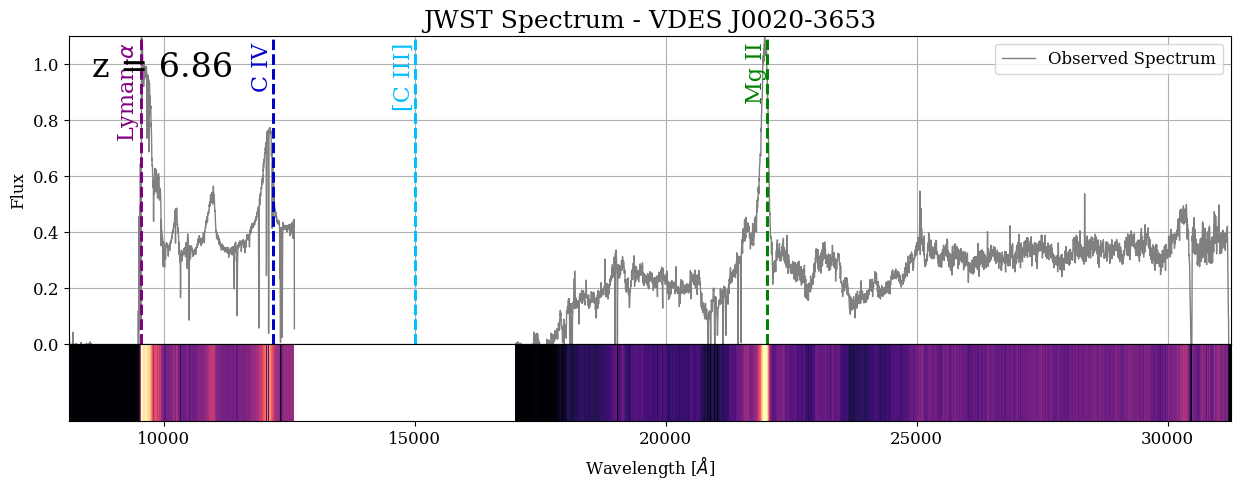 JWST Spectrum - VDES J0020-3653
z = 6.86
Lyman-α
C IV
[C III]
Mg II
Observed Spectrum
1.0
0.8
0.6
0.4
0.2
0.0
Flux
10000
15000
20000
25000
30000
Wavelength [Å]